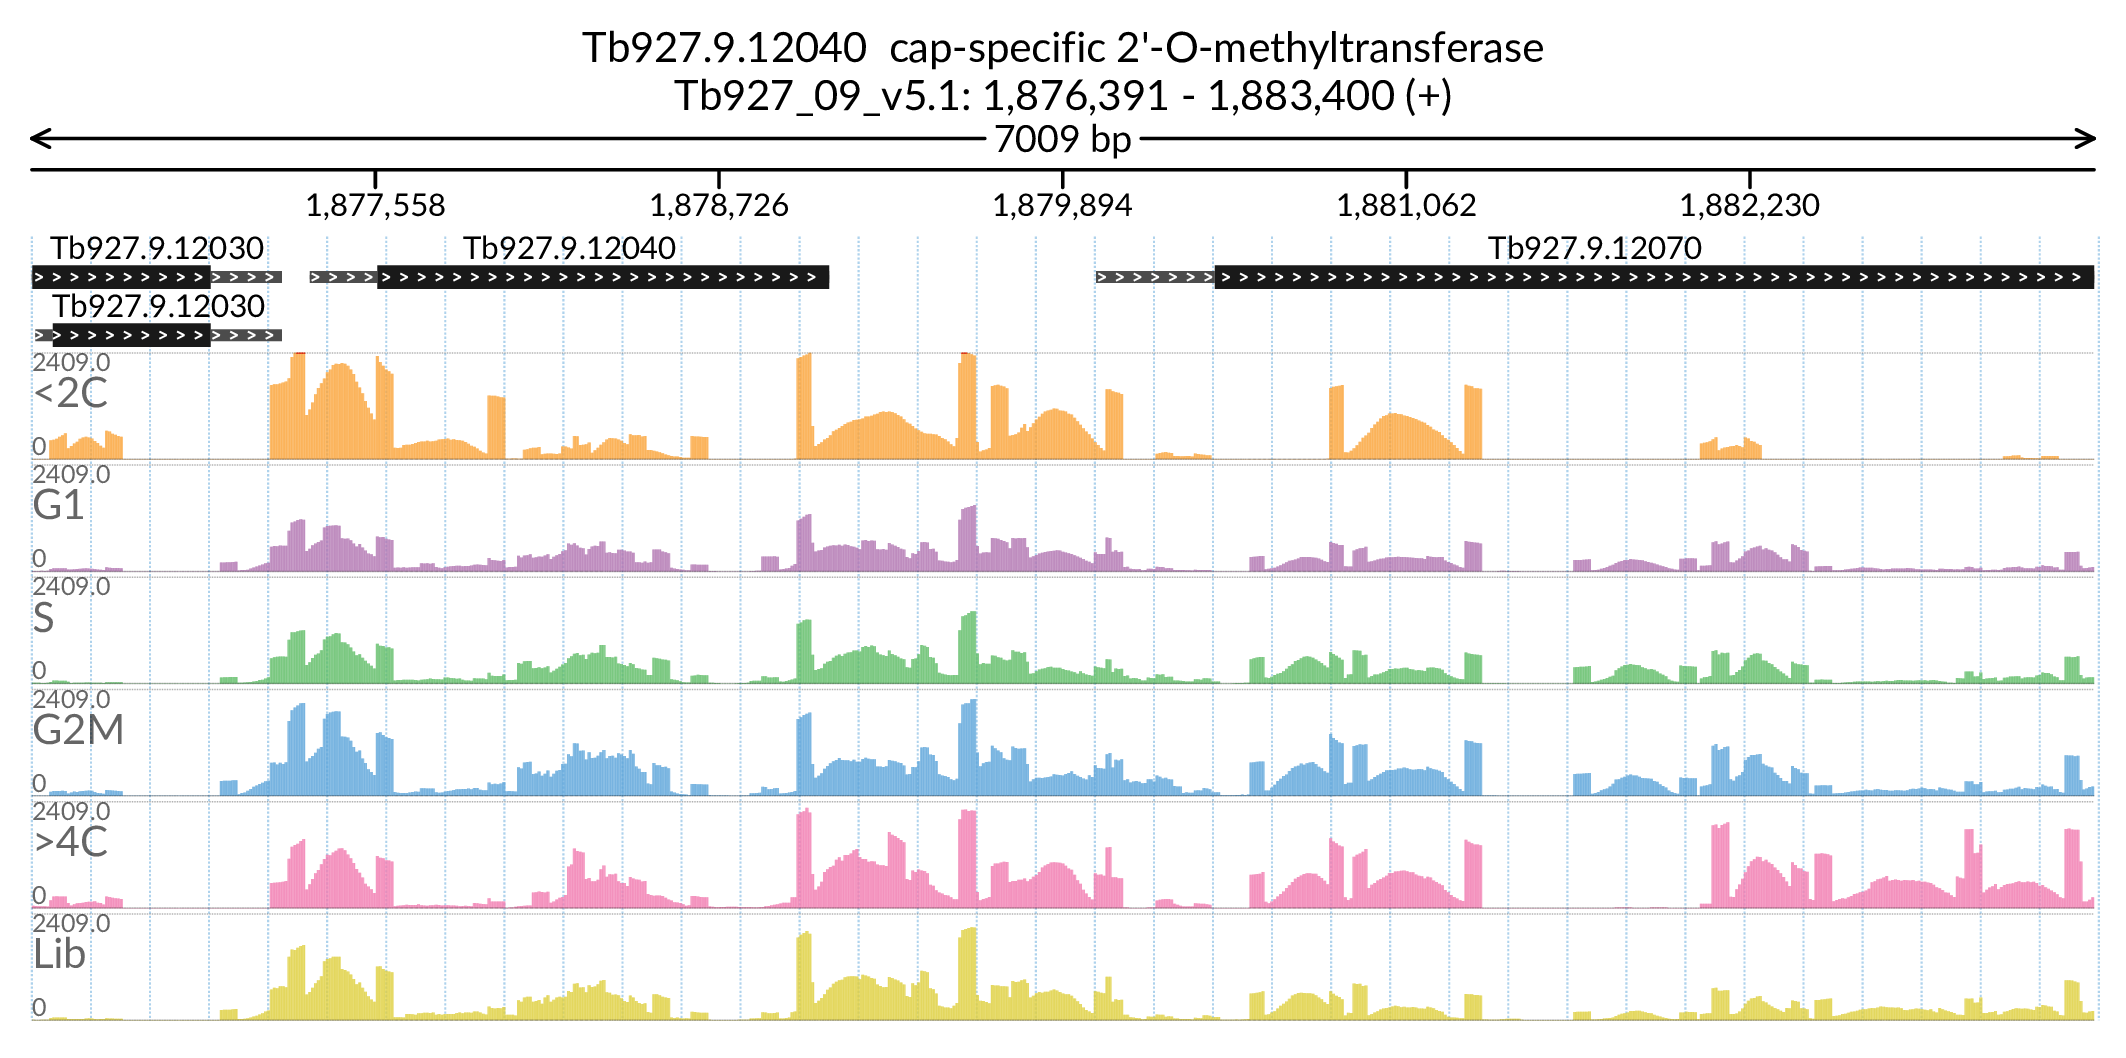 Tb927.9.12040  cap-specific 2'-O-methyltransferase
Tb927_09_v5.1: 1,876,391 - 1,883,400 (+)
7009 bp
1,877,558 1,878,726 1,879,894 1,881,062 1,882,230
Tb927.9.12030 Tb927.9.12040 Tb927.9.12070
Tb927.9.12030
2409.0
<2C
0
2409.0
G1
0
2409.0
S
0
2409.0
G2M
0
2409.0
>4C
0
2409.0
Lib
0